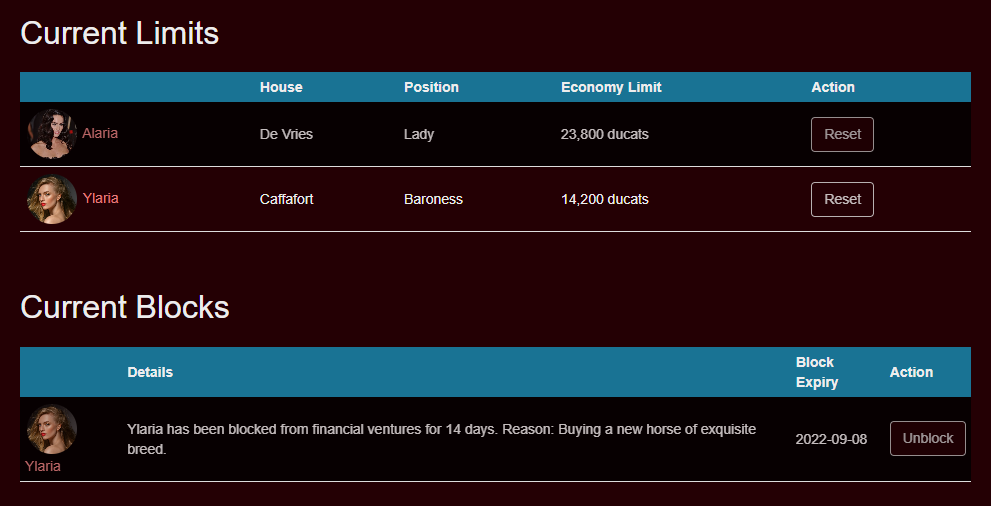 Current Limits
House Position Economy Limit Action
Alaria De Vries Lady 23,800 ducats Reset
Ylaria Caffafort Baroness 14,200 ducats Reset
Current Blocks
Details Block Expiry Action
Ylaria Ylaria has been blocked from financial ventures for 14 days. Reason: Buying a new horse of exquisite
breed. 2022-09-08 Unblock